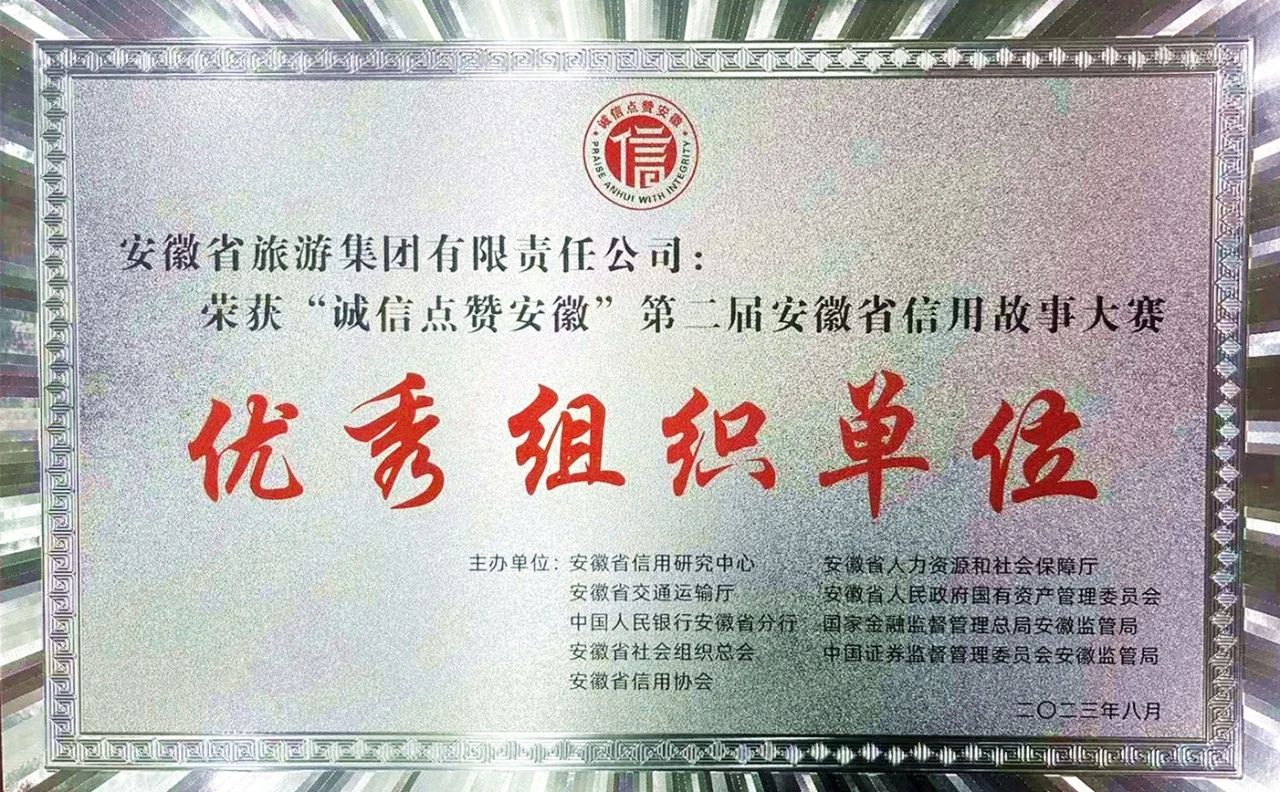 诚信点赞安徽
信
PRAISE ANHUI WITH INTEGRITY
安徽省旅游集团有限责任公司：
荣获“诚信点赞安徽”第二届安徽省信用故事大赛
优秀组织单位
主办单位：安徽省信用研究中心 安徽省人力资源和社会保障厅
安徽省交通运输厅 安徽省人民政府国有资产管理委员会
中国人民银行安徽省分行 国家金融监督管理总局安徽监管局
安徽省社会组织总会 中国证券监督管理委员会安徽监管局
安徽省信用协会
二〇二三年八月